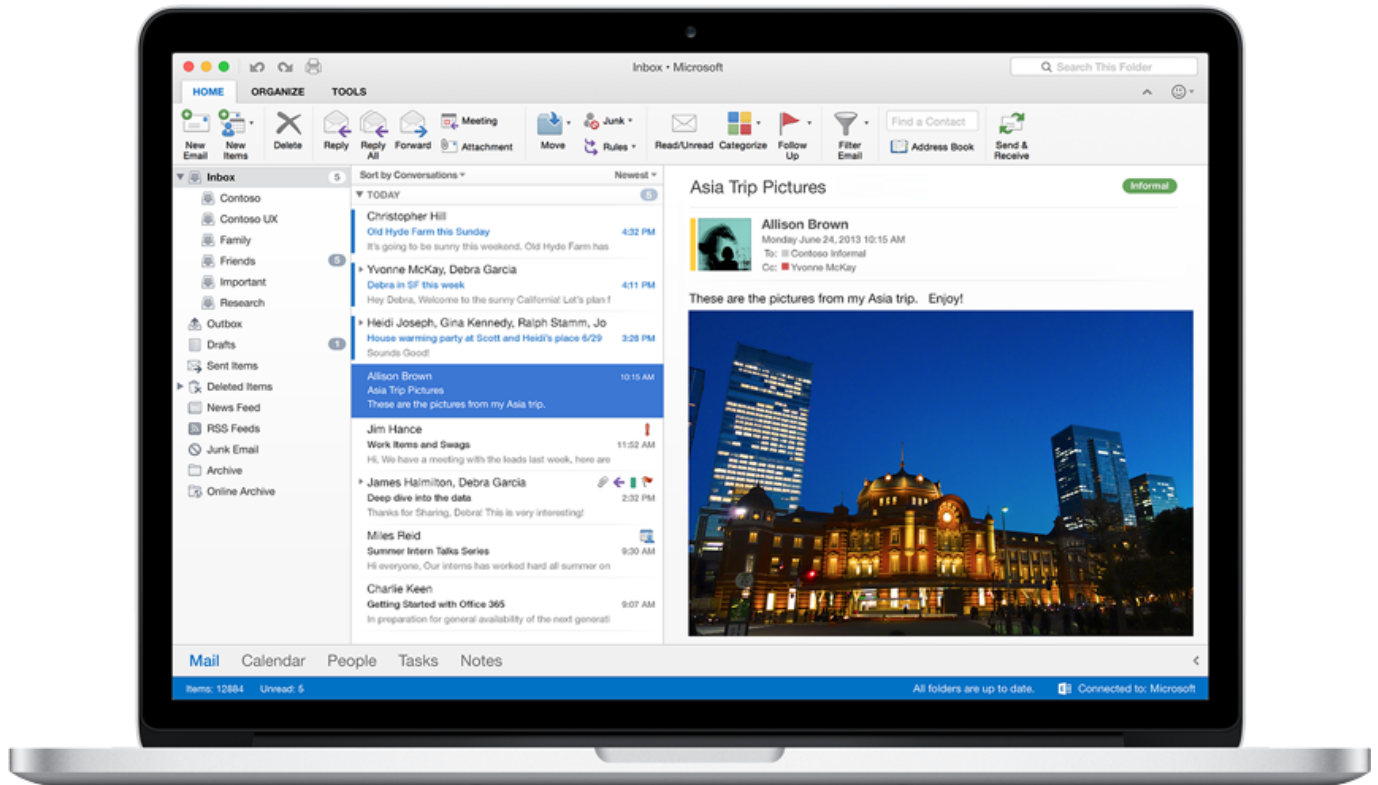 Inbox • Microsoft
Search This Folder
HOME
ORGANIZE
TOOLS
New Email
New Items
Delete
Reply
Reply All
Forward
Meeting
Attachment
Move
Junk
Rules
Read/Unread
Categorize
Follow Up
Filter Email
Find a Contact
Address Book
Send & Receive
Inbox 5
Contoso
Contoso UX
Family
Friends 5
Important
Research
Outbox
Drafts 1
Sent Items
Deleted Items
News Feed
RSS Feeds
Junk Email
Archive
Online Archive
Sort by Conversations Newest
TODAY 5
Christopher Hill
Old Hyde Farm this Sunday 4:32 PM
It's going to be sunny this weekend. Old Hyde Farm has
Yvonne McKay, Debra Garcia
Debra in SF this week 4:11 PM
Hey Debra, Welcome to the sunny California! Let's plan f
Heidi Joseph, Gina Kennedy, Ralph Stamm, Jo
House warming party at Scott and Heidi's place 6/29 3:28 PM
Sounds Good!
Allison Brown 10:15 AM
Asia Trip Pictures
These are the pictures from my Asia trip.
Jim Hance
Work Items and Swags 11:52 AM
Hi, We have a meeting with the leads last week, here are
James Halmilton, Debra Garcia
Deep dive into the data 2:32 PM
Thanks for Sharing, Debra! This is very interesting!
Miles Reid
Summer Intern Talks Series 9:30 AM
Hi everyone, Our interns has worked hard all summer on
Charlie Keen
Getting Started with Office 365 9:07 AM
In preparation for general availability of the next generati
Asia Trip Pictures
Informal
Allison Brown
Monday June 24, 2013 10:15 AM
To: Contoso Informal
Cc: Yvonne McKay
These are the pictures from my Asia trip. Enjoy!
Mail Calendar People Tasks Notes
Items: 12884 Unread: 5
All folders are up to date. Connected to: Microsoft